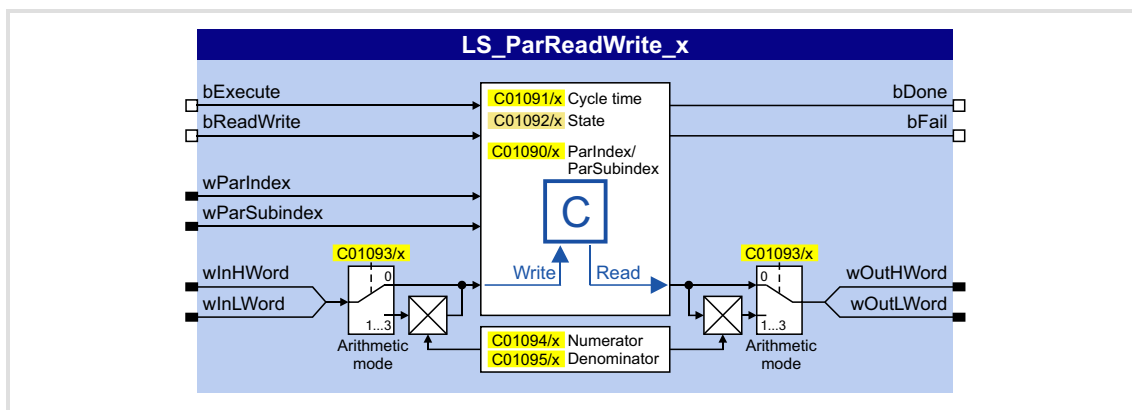 LS_ParReadWrite_x
bExecute
bReadWrite
wParIndex
wParSubindex
wInHWord
wInLWord
C01091/x Cycle time
C01092/x State
C01090/x ParIndex/
ParSubindex
C
Write
Read
C01093/x
0
1...3
Arithmetic
mode
C01094/x Numerator
C01095/x Denominator
C01093/x
0
1...3
Arithmetic
mode
bDone
bFail
wOutHWord
wOutLWord